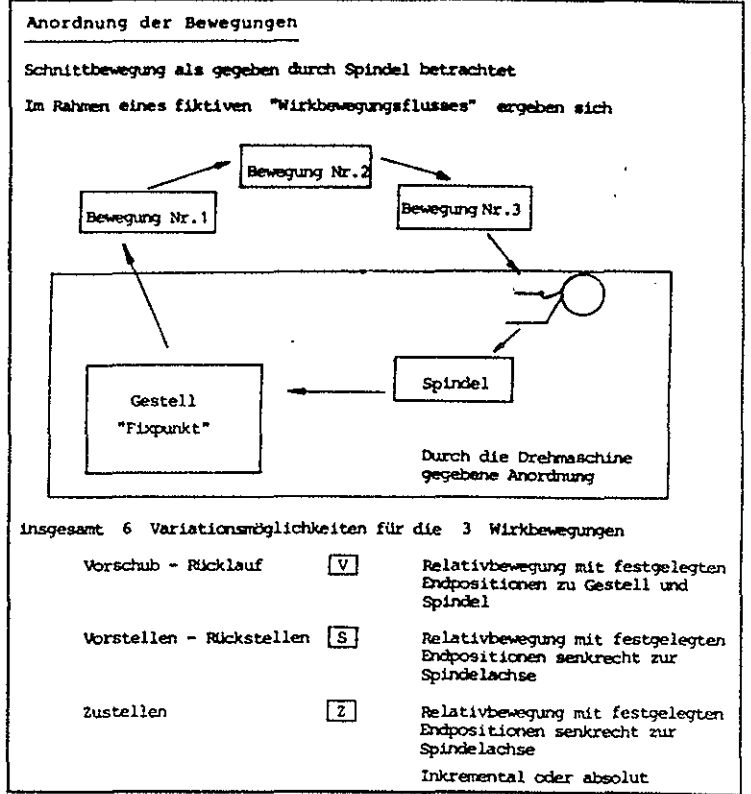 Anordnung der Bewegungen
Schnittbewegung als gegeben durch Spindel betrachtet
Im Rahmen eines fiktiven "Wirkbewegungsflusses" ergeben sich
Bewegung Nr.2
Bewegung Nr.1
Bewegung Nr.3
Spindel
Gestell
"Fixpunkt"
Durch die Drehmaschine
gegebene Anordnung
insgesamt 6 Variationsmöglichkeiten für die 3 Wirkbewegungen
Vorschub - Rücklauf V Relativbewegung mit festgelegten
Endpositionen zu Gestell und
Spindel
Vorstellen - Rückstellen S Relativbewegung mit festgelegten
Endpositionen senkrecht zur
Spindelachse
Zustellen Z Relativbewegung mit festgelegten
Endpositionen senkrecht zur
Spindelachse
Inkremental oder absolut